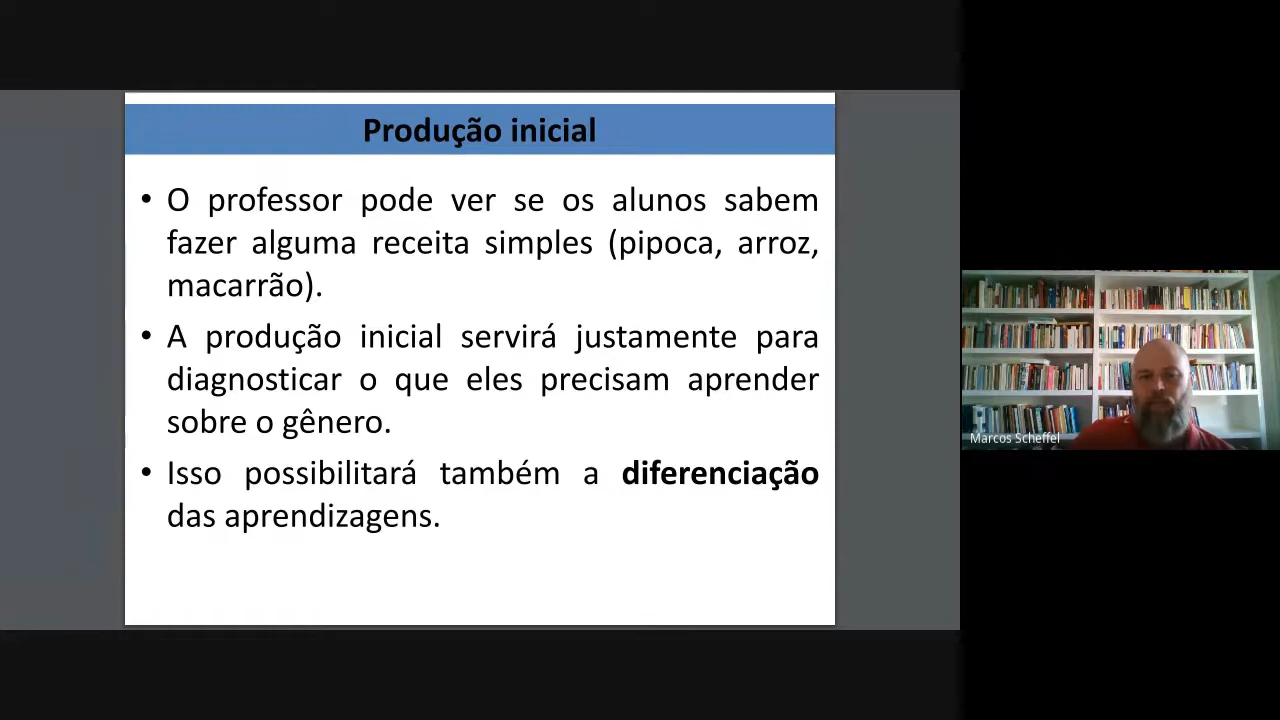 Produção inicial
• O professor pode ver se os alunos sabem
fazer alguma receita simples (pipoca, arroz,
macarrão).
• A produção inicial servirá justamente para
diagnosticar o que eles precisam aprender
sobre o gênero.
• Isso possibilitará também a diferenciação
das aprendizagens.
Marcos Scheffel